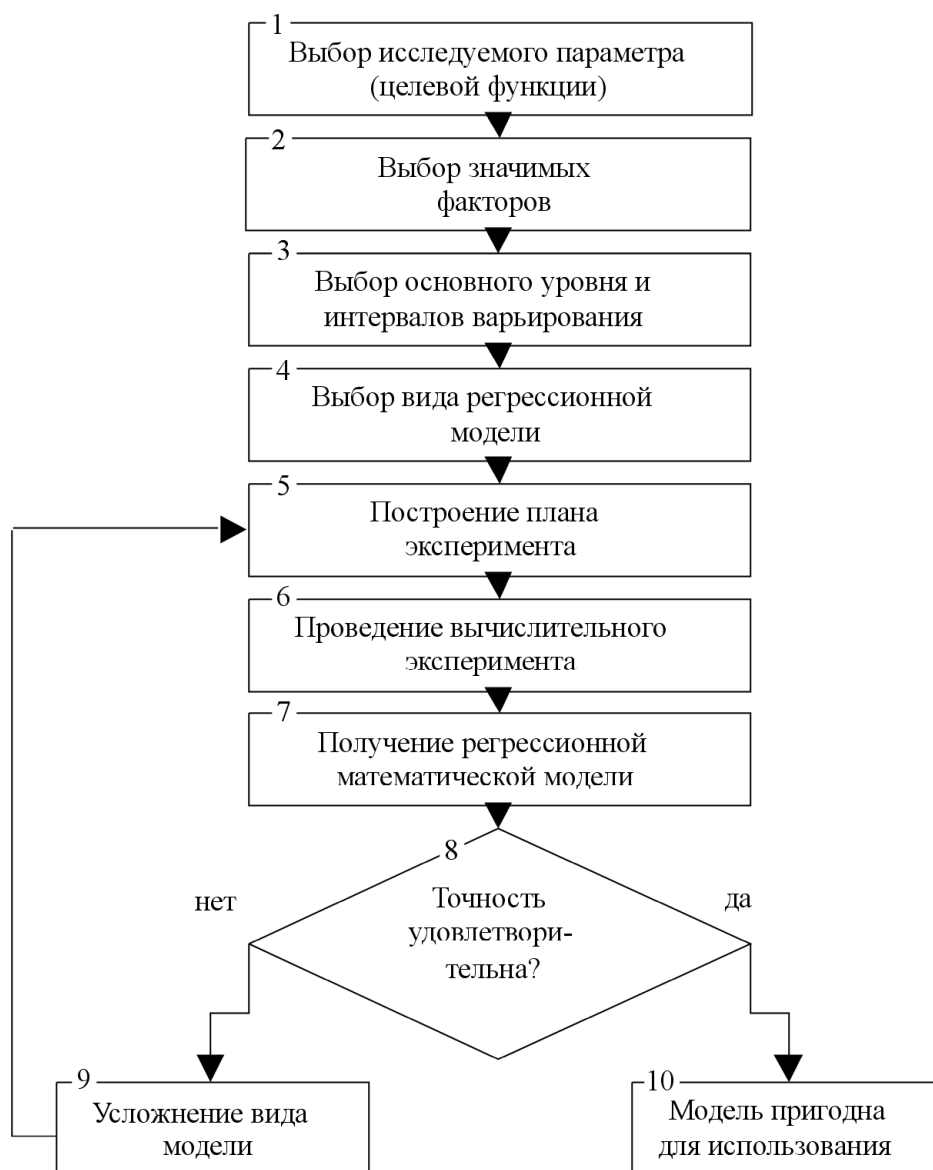 1
Выбор исследуемого параметра
(целевой функции)
2
Выбор значимых
факторов
3
Выбор основного уровня и
интервалов варьирования
4
Выбор вида регрессионной
модели
5
Построение плана
эксперимента
6
Проведение вычислительного
эксперимента
7
Получение регрессионной
математической модели
8
Точность
удовлетвори-
тельна?
нет
да
9
Усложнение вида
модели
10
Модель пригодна
для использования